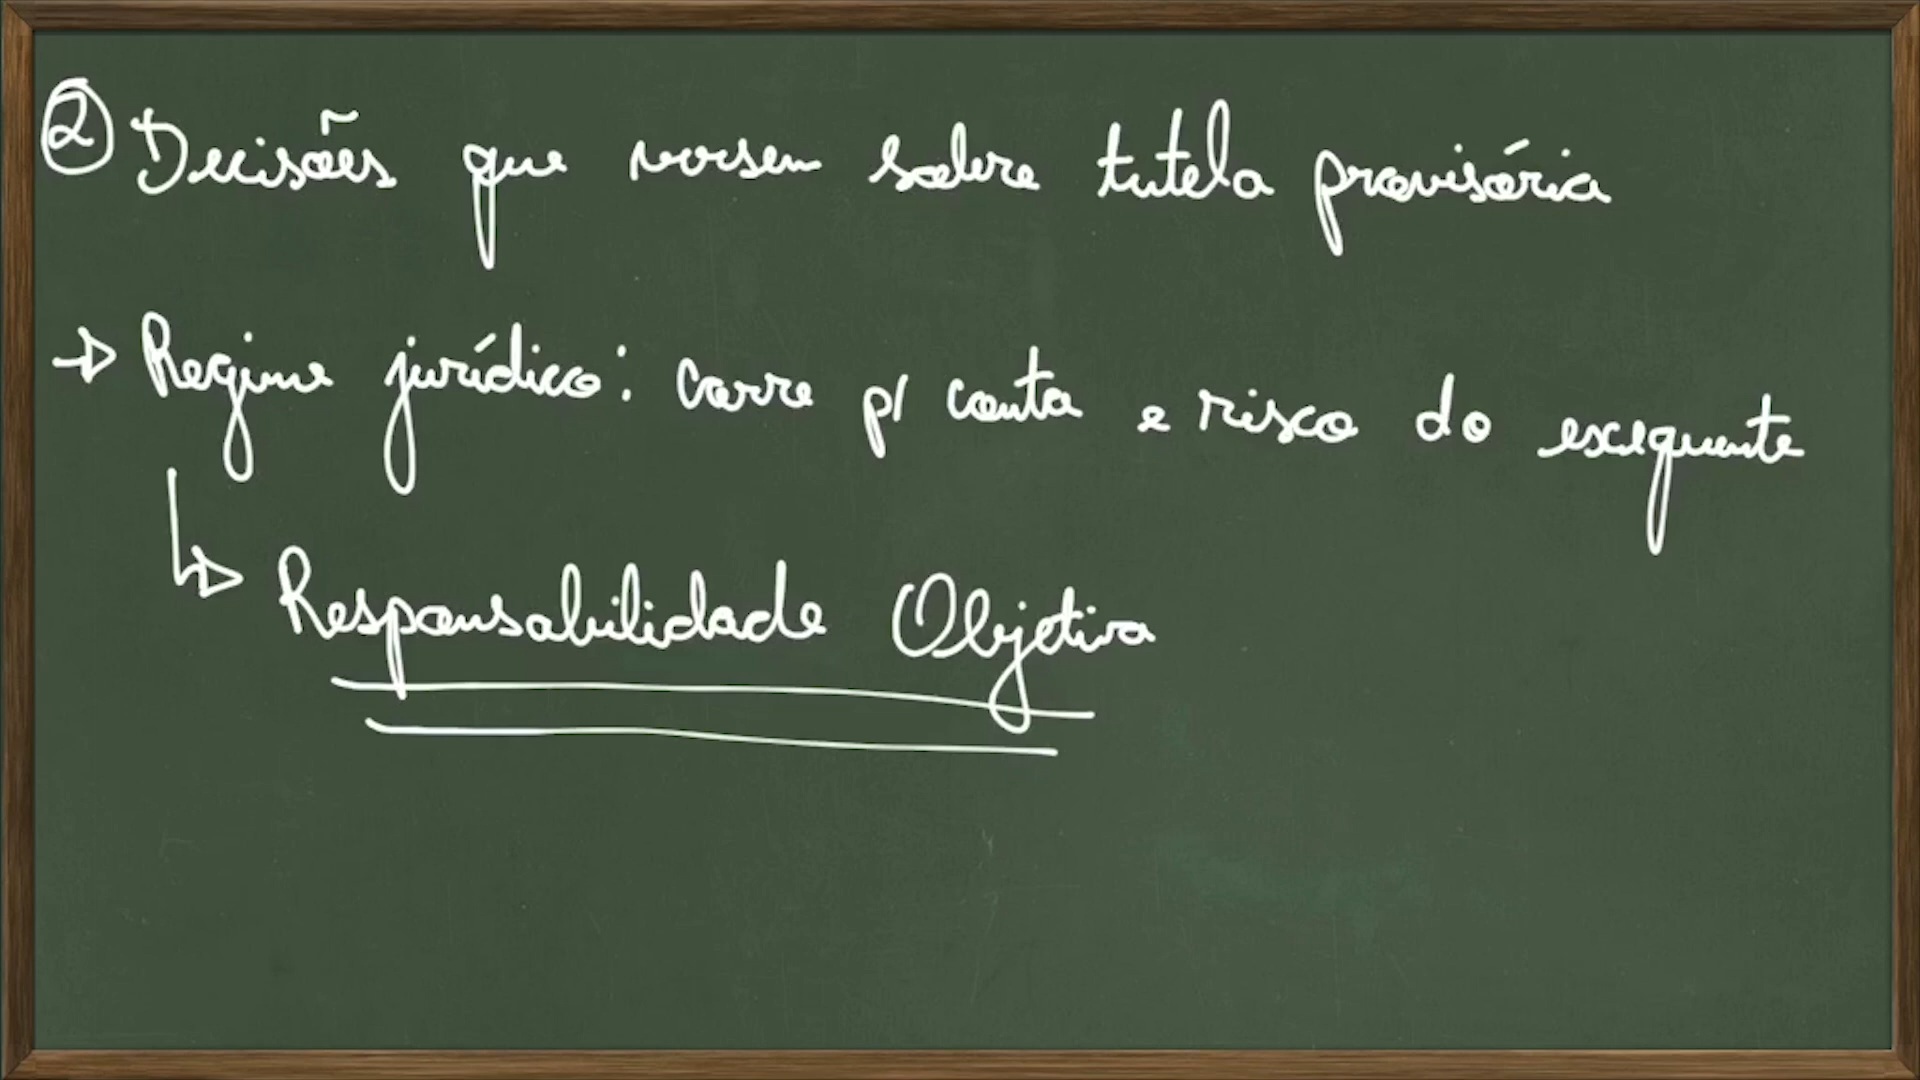 ② Decisões que versem sobre tutela provisória
→ Regime jurídico: corre p/ conta e risco do exequente
↳ Responsabilidade Objetiva